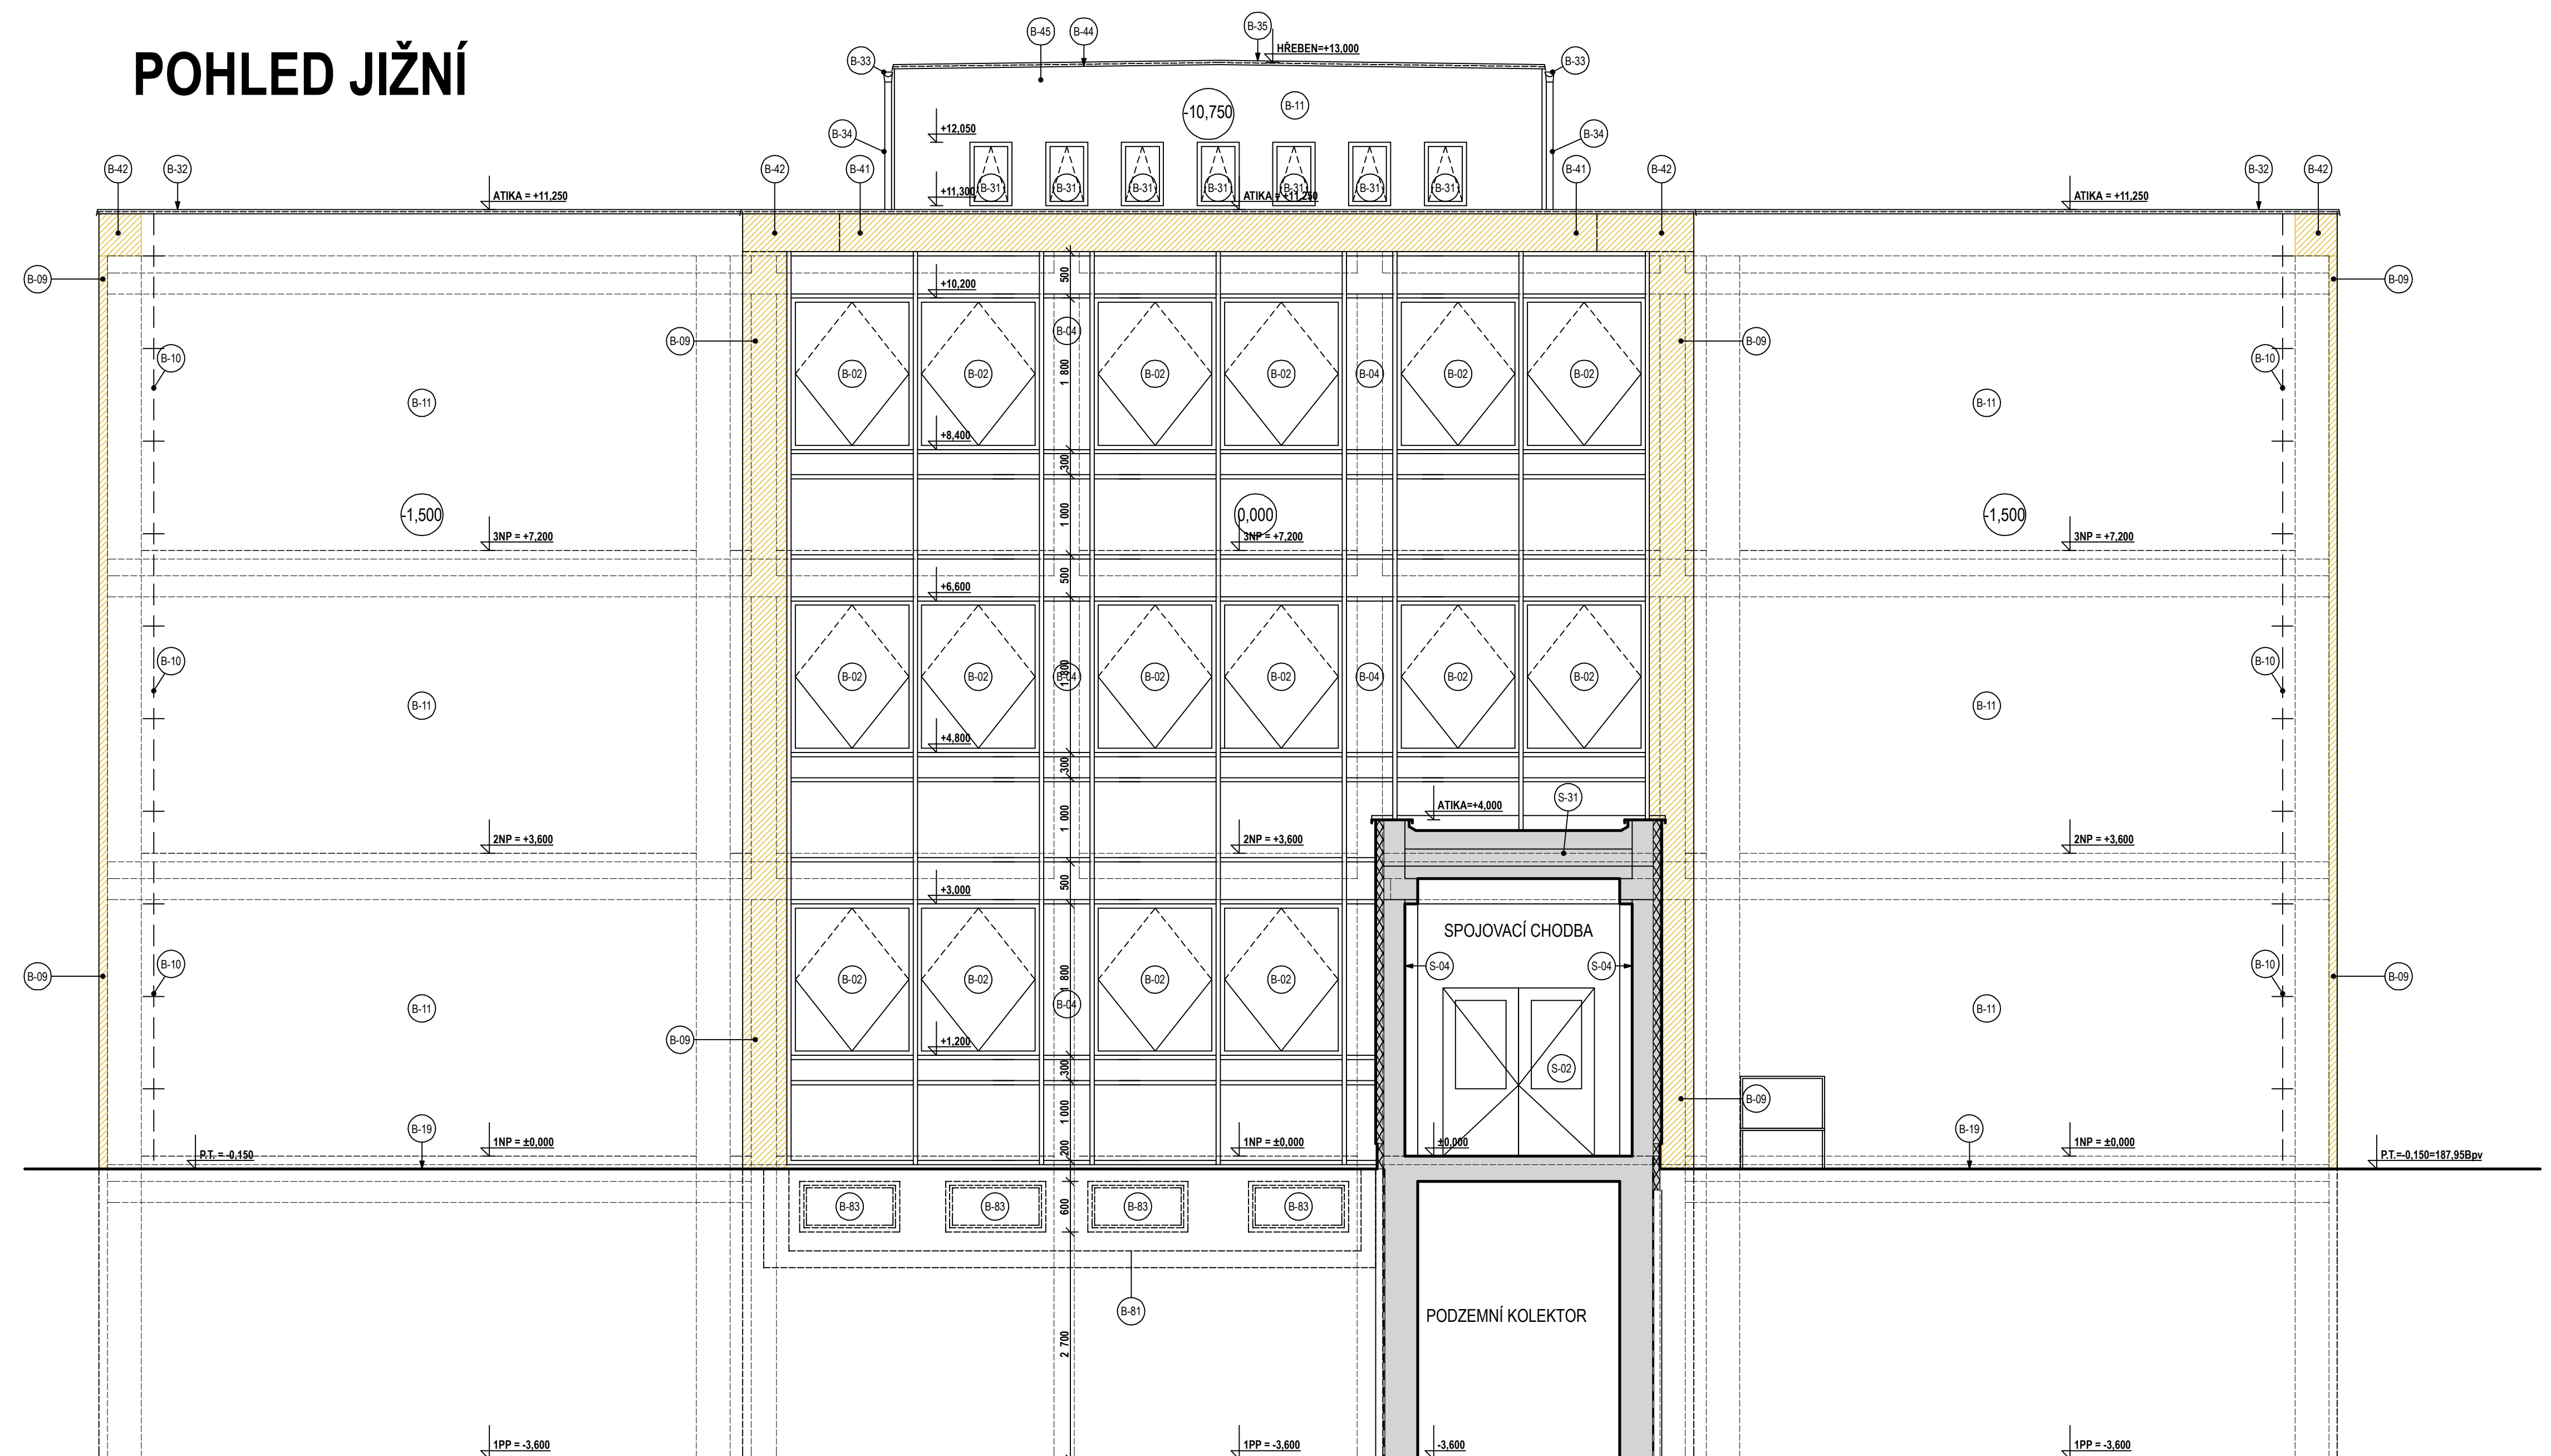 POHLED JIŽNÍ
B-45
B-44
B-35
HŘEBEN=+13,000
B-33
B-33
-10,750
B-11
B-34
+12,050
B-34
B-42
B-32
B-42
B-41
B-41
B-42
B-32
B-42
ATIKA = +11,250
+11,300
B-31
B-31
B-31
B-31
B-31
B-31
B-31
ATIKA = +11,250
ATIKA = +11,250
B-09
+10,200
500
B-09
B-09
B-04
B-09
B-10
B-10
B-02
B-02
1 800
B-02
B-02
B-04
B-02
B-02
B-11
B-11
+8,400
300
-1,500
1 000
0,000
-1,500
3NP = +7,200
3NP = +7,200
3NP = +7,200
+6,600
500
B-10
B-10
B-02
B-02
B-04
1 800
B-02
B-02
B-04
B-02
B-02
B-11
B-11
+4,800
300
ATIKA=+4,000
S-31
1 000
2NP = +3,600
2NP = +3,600
2NP = +3,600
+3,000
500
SPOJOVACÍ CHODBA
B-10
S-04
S-04
B-10
B-09
B-02
B-02
1 800
B-02
B-02
B-09
B-11
B-04
B-11
B-09
+1,200
300
S-02
B-09
1 000
B-19
B-19
P.T. = -0,150
1NP = ±0,000
200
1NP = ±0,000
±0,000
1NP = ±0,000
P.T.=-0,150=187,95Bpv
B-83
B-83
600
B-83
B-83
B-81
PODZEMNÍ KOLEKTOR
2 700
1PP = -3,600
1PP = -3,600
-3,600
1PP = -3,600